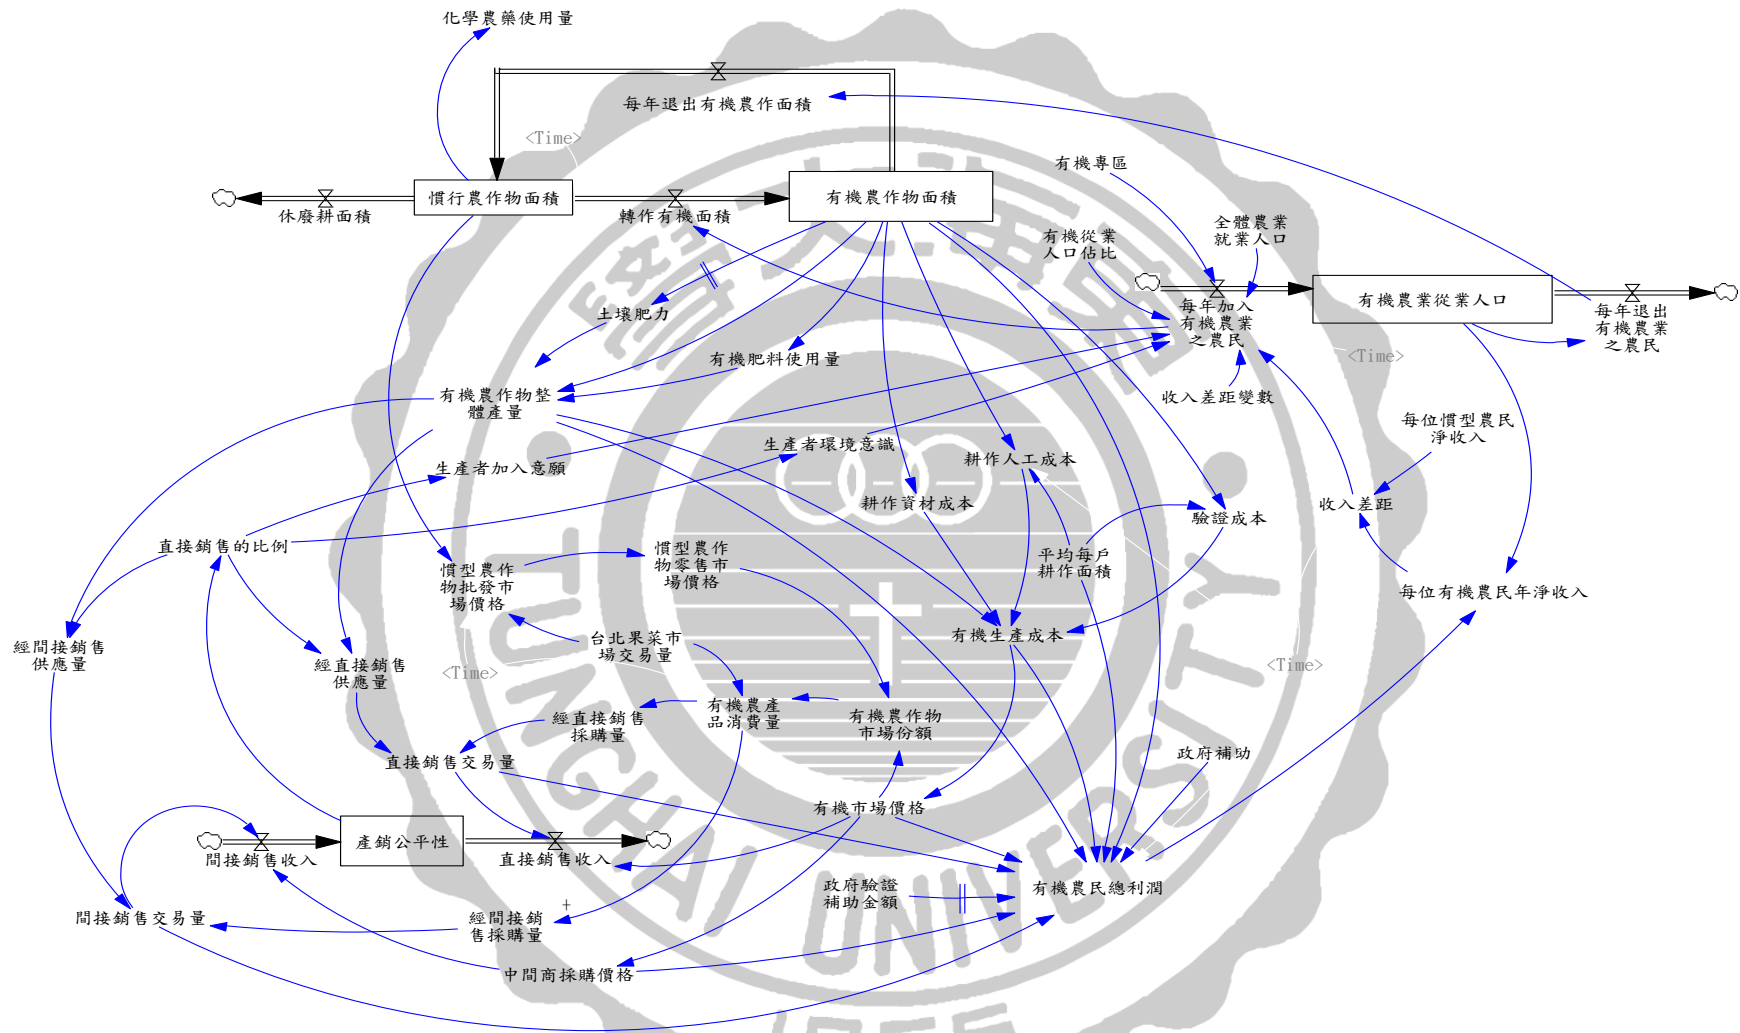 化學農藥使用量
每年退出有機農作面積
<Time>
有機專區
慣行農作物面積
有機農作物面積
休廢耕面積
轉作有機面積
全體農業
就業人口
有機從業
人口佔比
有機農業從業人口
每年加入
有機農業
之農民
每年退出
有機農業
之農民
土壤肥力
有機肥料使用量
<Time>
收入差距變數
有機農作物整
體產量
每位慣型農民
淨收入
生產者環境意識
生產者加入意願
耕作人工成本
耕作資材成本
收入差距
驗證成本
直接銷售的比例
慣型農作
物零售市
場價格
慣型農作
物批發市
場價格
平均每戶
耕作面積
每位有機農民年淨收入
有機生產成本
經間接銷售
供應量
台北果菜市
場交易量
經直接銷售
供應量
<Time>
<Time>
有機農產
品消費量
有機農作物
市場份額
經直接銷售
採購量
直接銷售交易量
政府補助
有機市場價格
產銷公平性
間接銷售收入
直接銷售收入
政府驗證
補助金額
有機農民總利潤
+
間接銷售交易量
經間接銷
售採購量
中間商採購價格
東海大學
TUNGHAI UNIVERSITY
1955